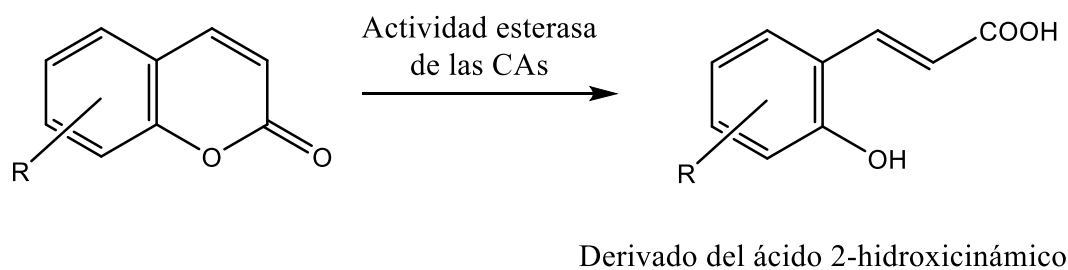 Actividad esterasa
de las CAs
R
O
O
R
COOH
OH
Derivado del ácido 2-hidroxicinámico